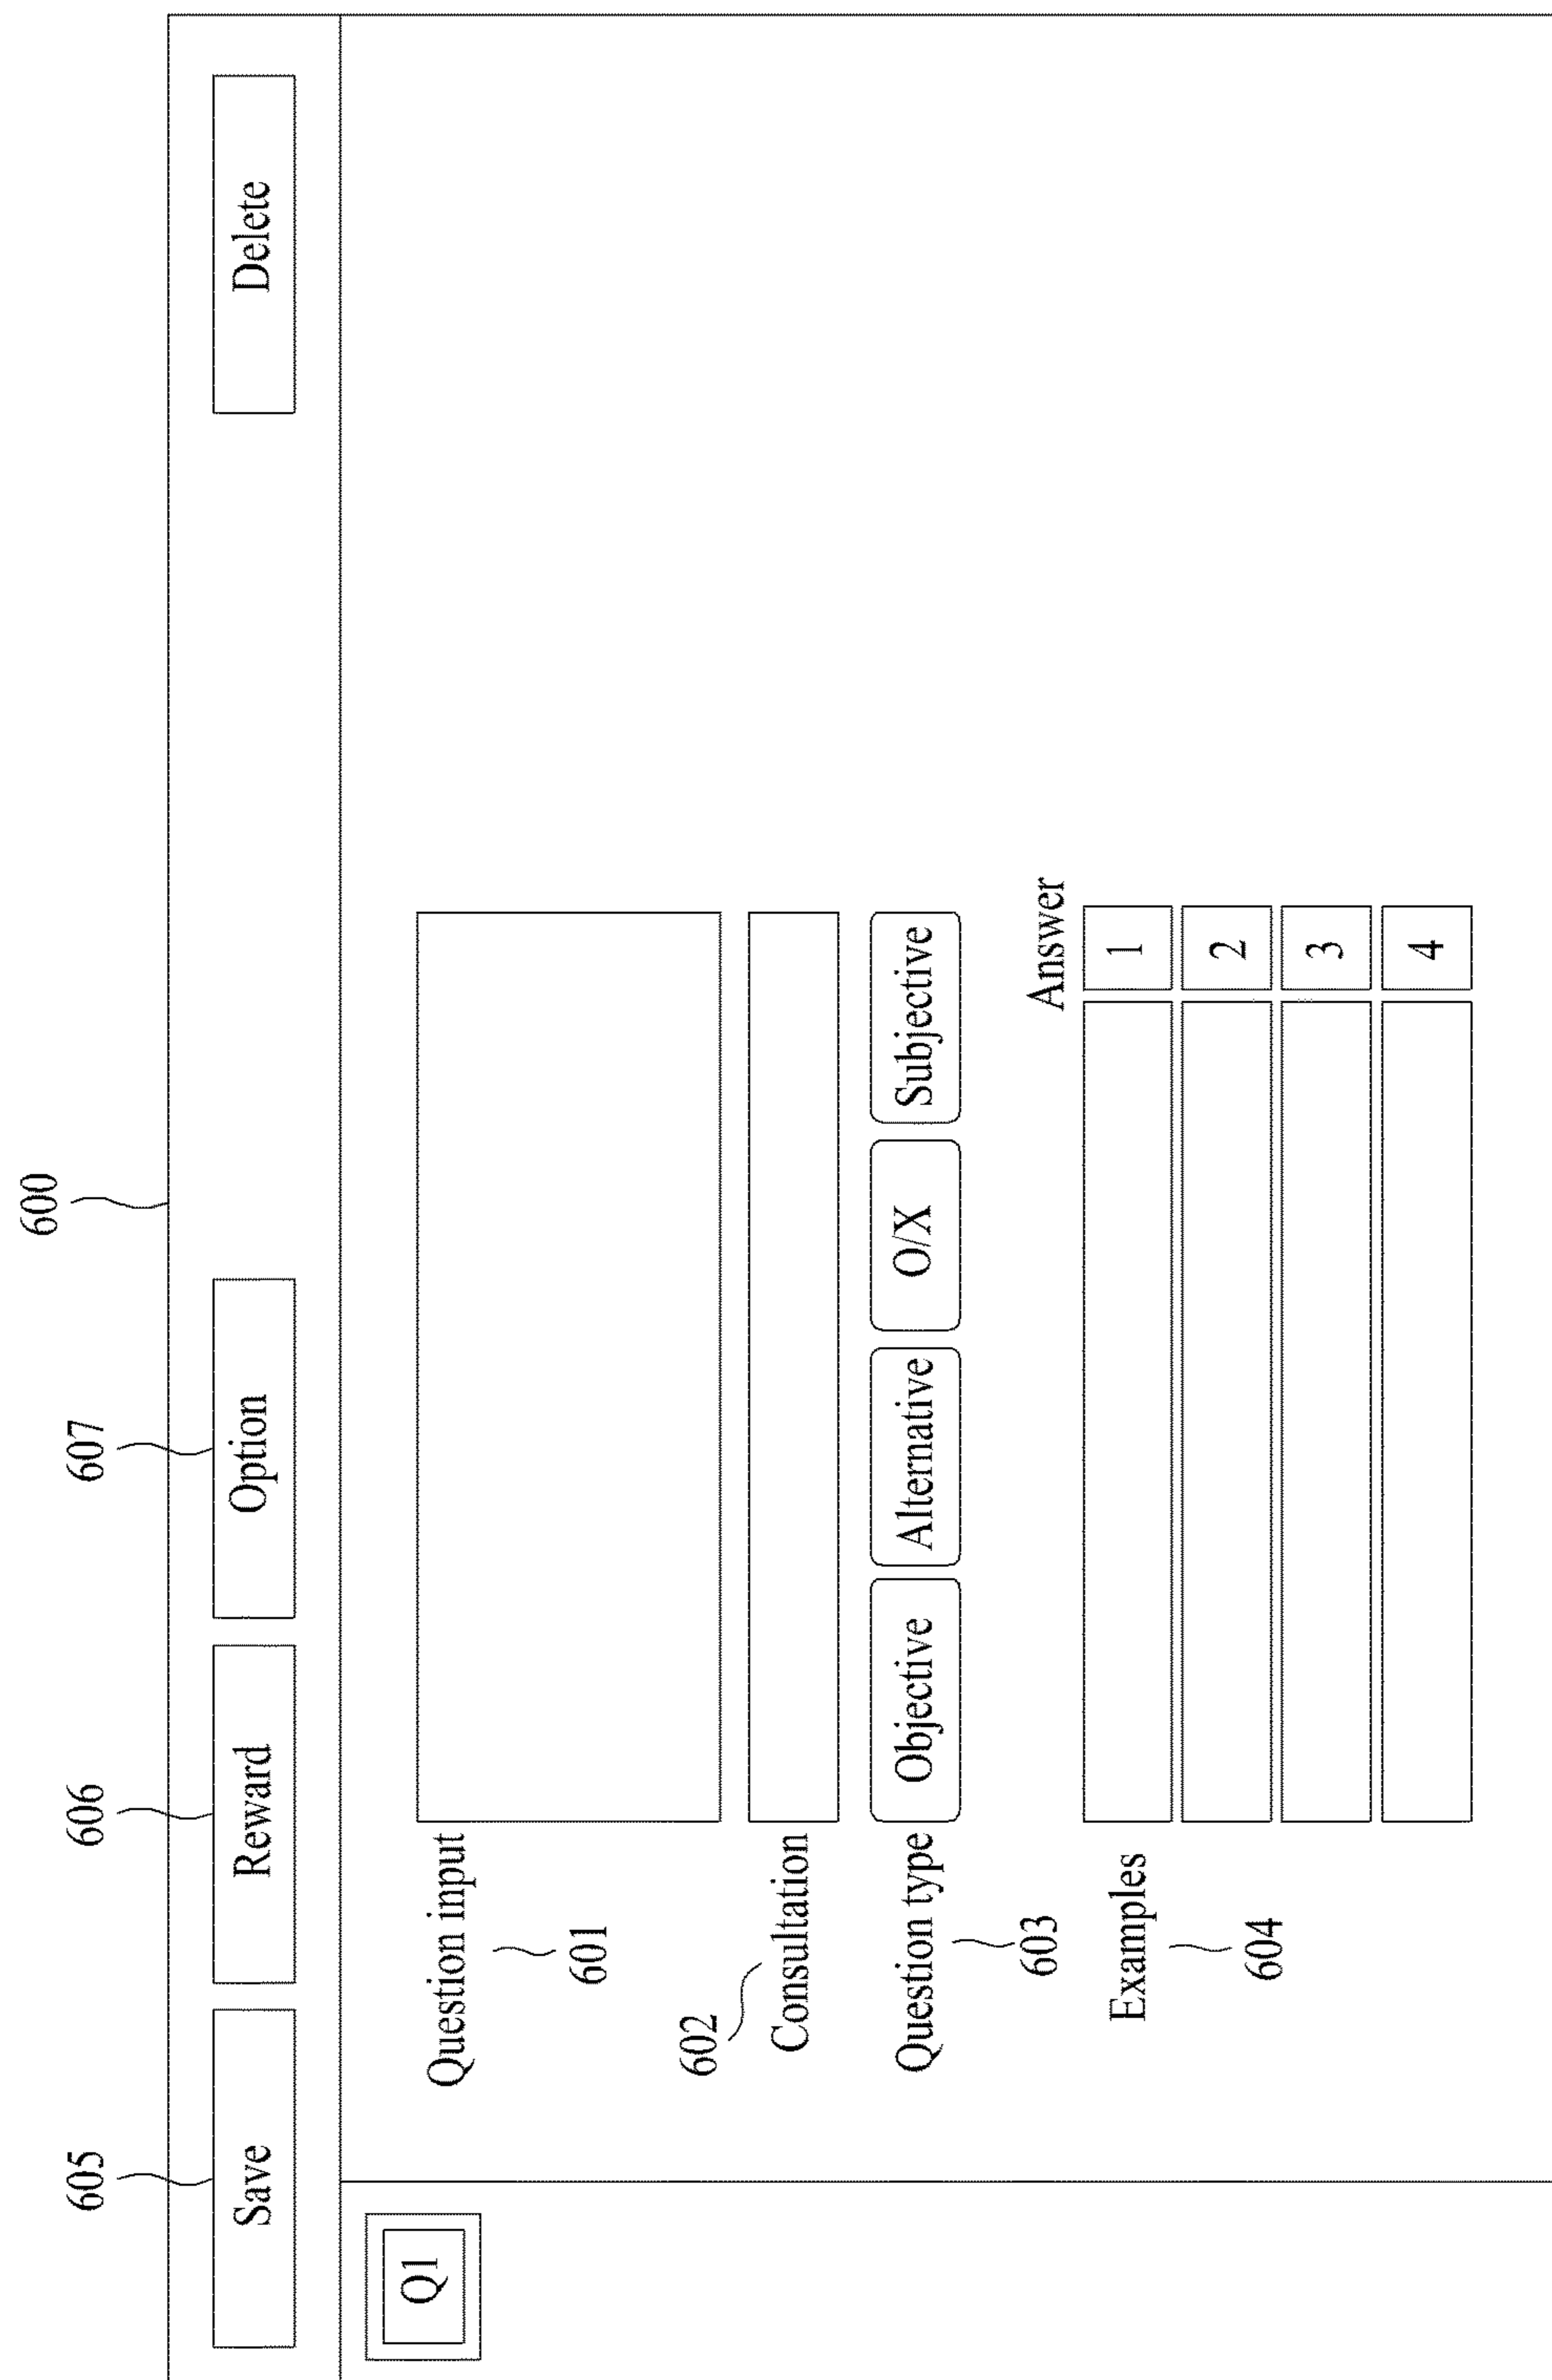 600
605 606 607
Save Reward Option Delete
Q1
Question input
601
602
Consultation
Question type Objective Alternative O/X Subjective
603
Answer
Examples 1
604
2
3
4